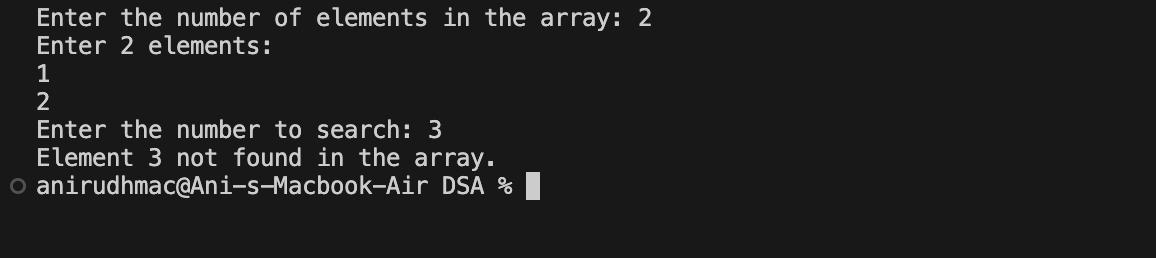 Enter the number of elements in the array: 2
Enter 2 elements:
1
2
Enter the number to search: 3
Element 3 not found in the array.
anirudhmac@Ani-s-Macbook-Air DSA %